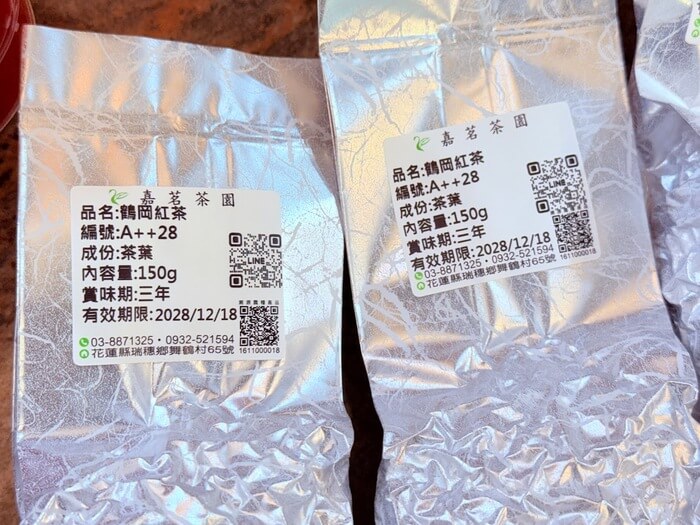 嘉茗茶園
品名:鶴岡紅茶
編號:A++28
成份:茶葉
內容量:150g
賞味期:三年
有效期限:2028/12/18
LINE
1611000018
03-8871325・0932-521594
花蓮縣瑞穗鄉舞鶴村65號
嘉茗茶園
品名:鶴岡紅茶
編號:A++28
成份:茶葉
內容量:150g
賞味期:三年
有效期限:2028/12/18
LINE
1611000018
03-8871325・0932-521594
花蓮縣瑞穗鄉舞鶴村65號